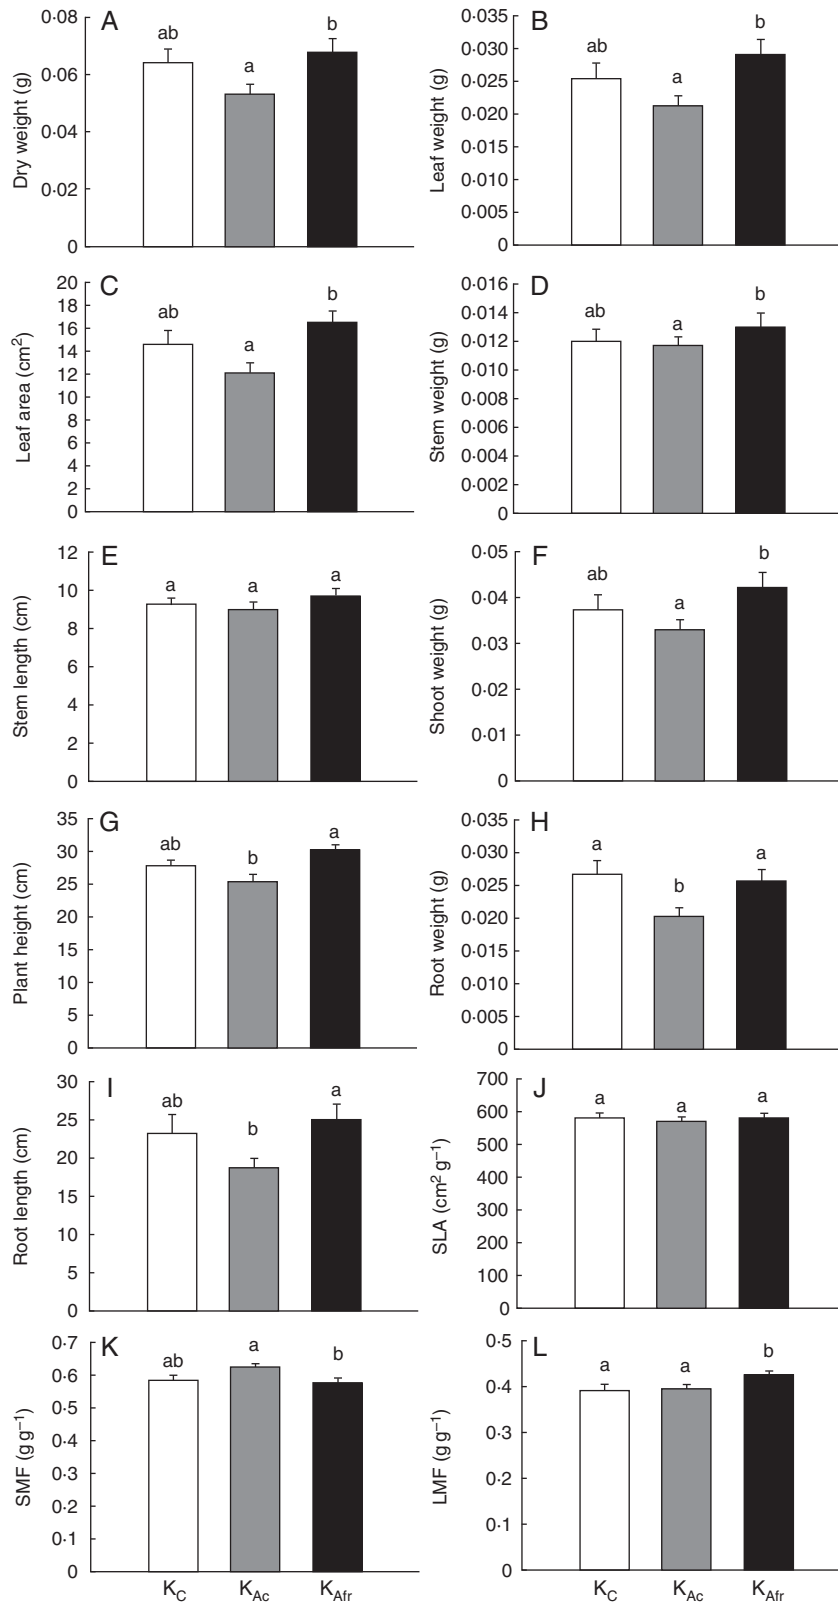 A
Dry weight (g)
0·08
0·06
0·04
0·02
0
ab
a
b
B
Leaf weight (g)
0·035
0·030
0·025
0·020
0·015
0·010
0·005
0
ab
a
b
C
Leaf area (cm²)
20
18
16
14
12
10
8
6
4
2
0
ab
a
b
D
Stem weight (g)
0·016
0·014
0·012
0·010
0·008
0·006
0·004
0·002
0
ab
a
b
E
Stem length (cm)
12
10
8
6
4
2
0
a
a
a
F
Shoot weight (g)
0·05
0·04
0·03
0·02
0·01
0
ab
a
b
G
Plant height (cm)
35
30
25
20
15
10
5
0
ab
b
a
H
Root weight (g)
0·035
0·030
0·025
0·020
0·015
0·010
0·005
0
a
b
a
I
Root length (cm)
30
25
20
15
10
5
0
ab
b
a
J
SLA (cm² g⁻¹)
700
600
500
400
300
200
100
0
a
a
a
K
SMF (g g⁻¹)
0·7
0·6
0·5
0·4
0·3
0·2
0·1
0
ab
a
b
K_C K_Ac K_Afr
L
LMF (g g⁻¹)
0·5
0·4
0·3
0·2
0·1
0
a
a
b
K_C K_Ac K_Afr